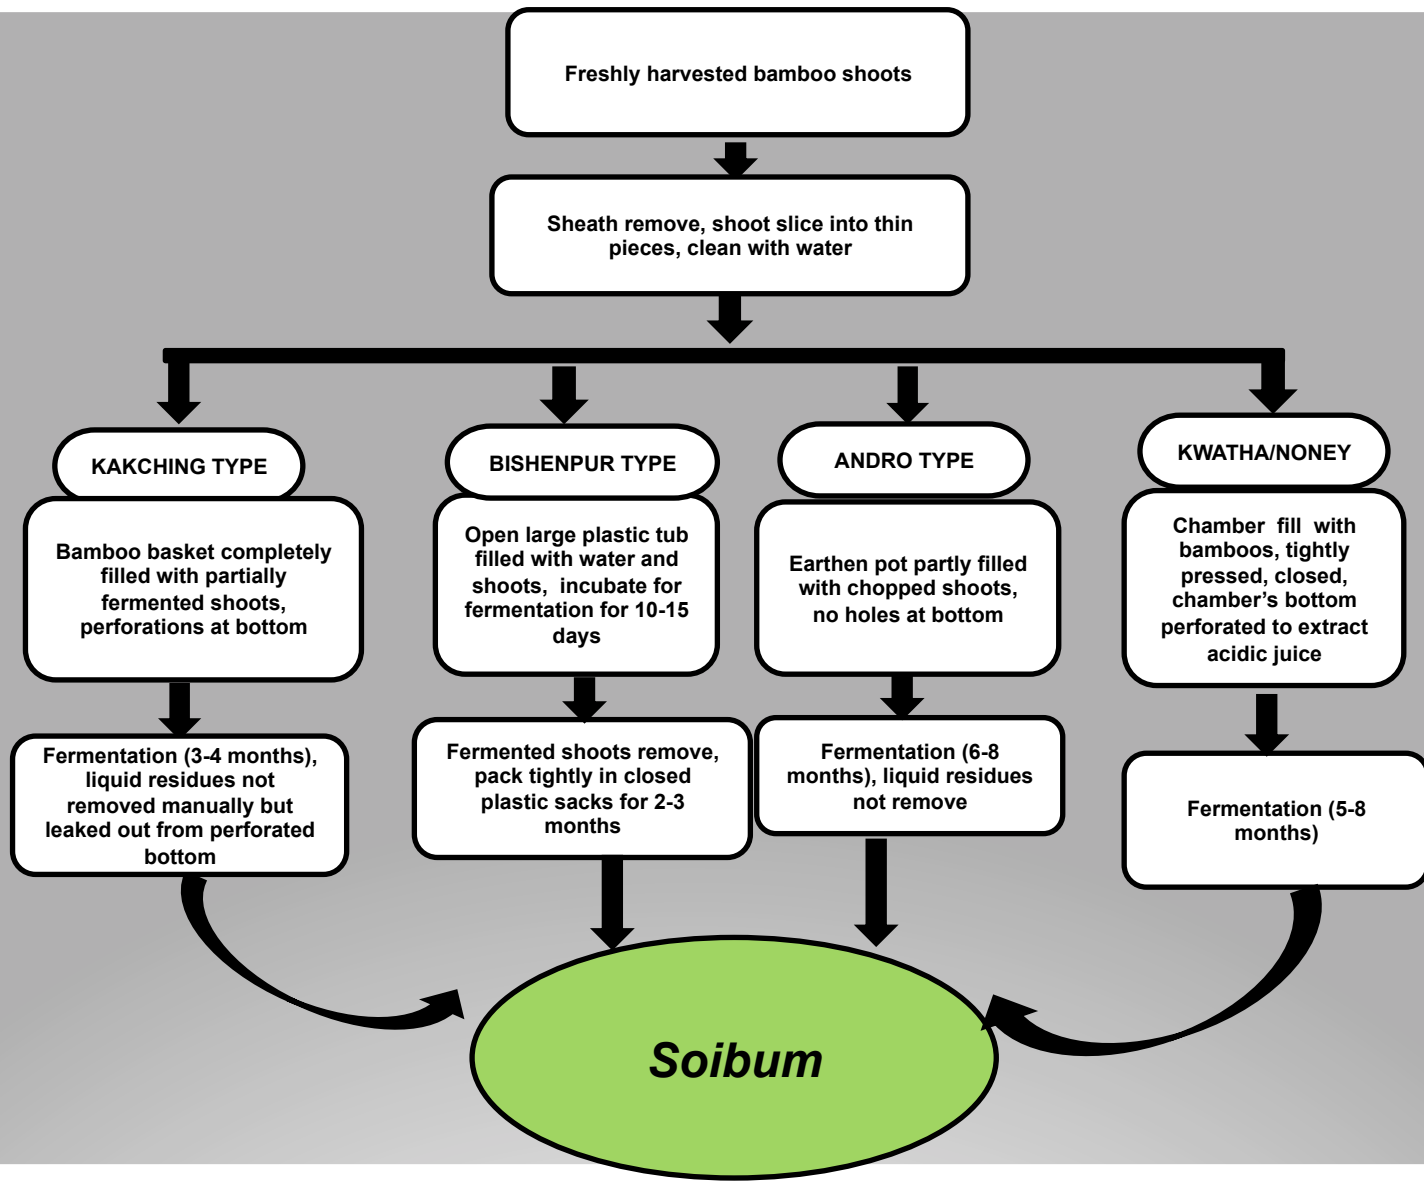 Freshly harvested bamboo shoots
Sheath remove, shoot slice into thin
pieces, clean with water
KAKCHING TYPE
Bamboo basket completely
filled with partially
fermented shoots,
perforations at bottom
Fermentation (3-4 months),
liquid residues not
removed manually but
leaked out from perforated
bottom
BISHENPUR TYPE
Open large plastic tub
filled with water and
shoots, incubate for
fermentation for 10-15
days
Fermented shoots remove,
pack tightly in closed
plastic sacks for 2-3
months
ANDRO TYPE
Earthen pot partly filled
with chopped shoots,
no holes at bottom
Fermentation (6-8
months), liquid residues
not remove
KWATHA/NONEY
Chamber fill with
bamboos, tightly
pressed, closed,
chamber’s bottom
perforated to extract
acidic juice
Fermentation (5-8
months)
Soibum